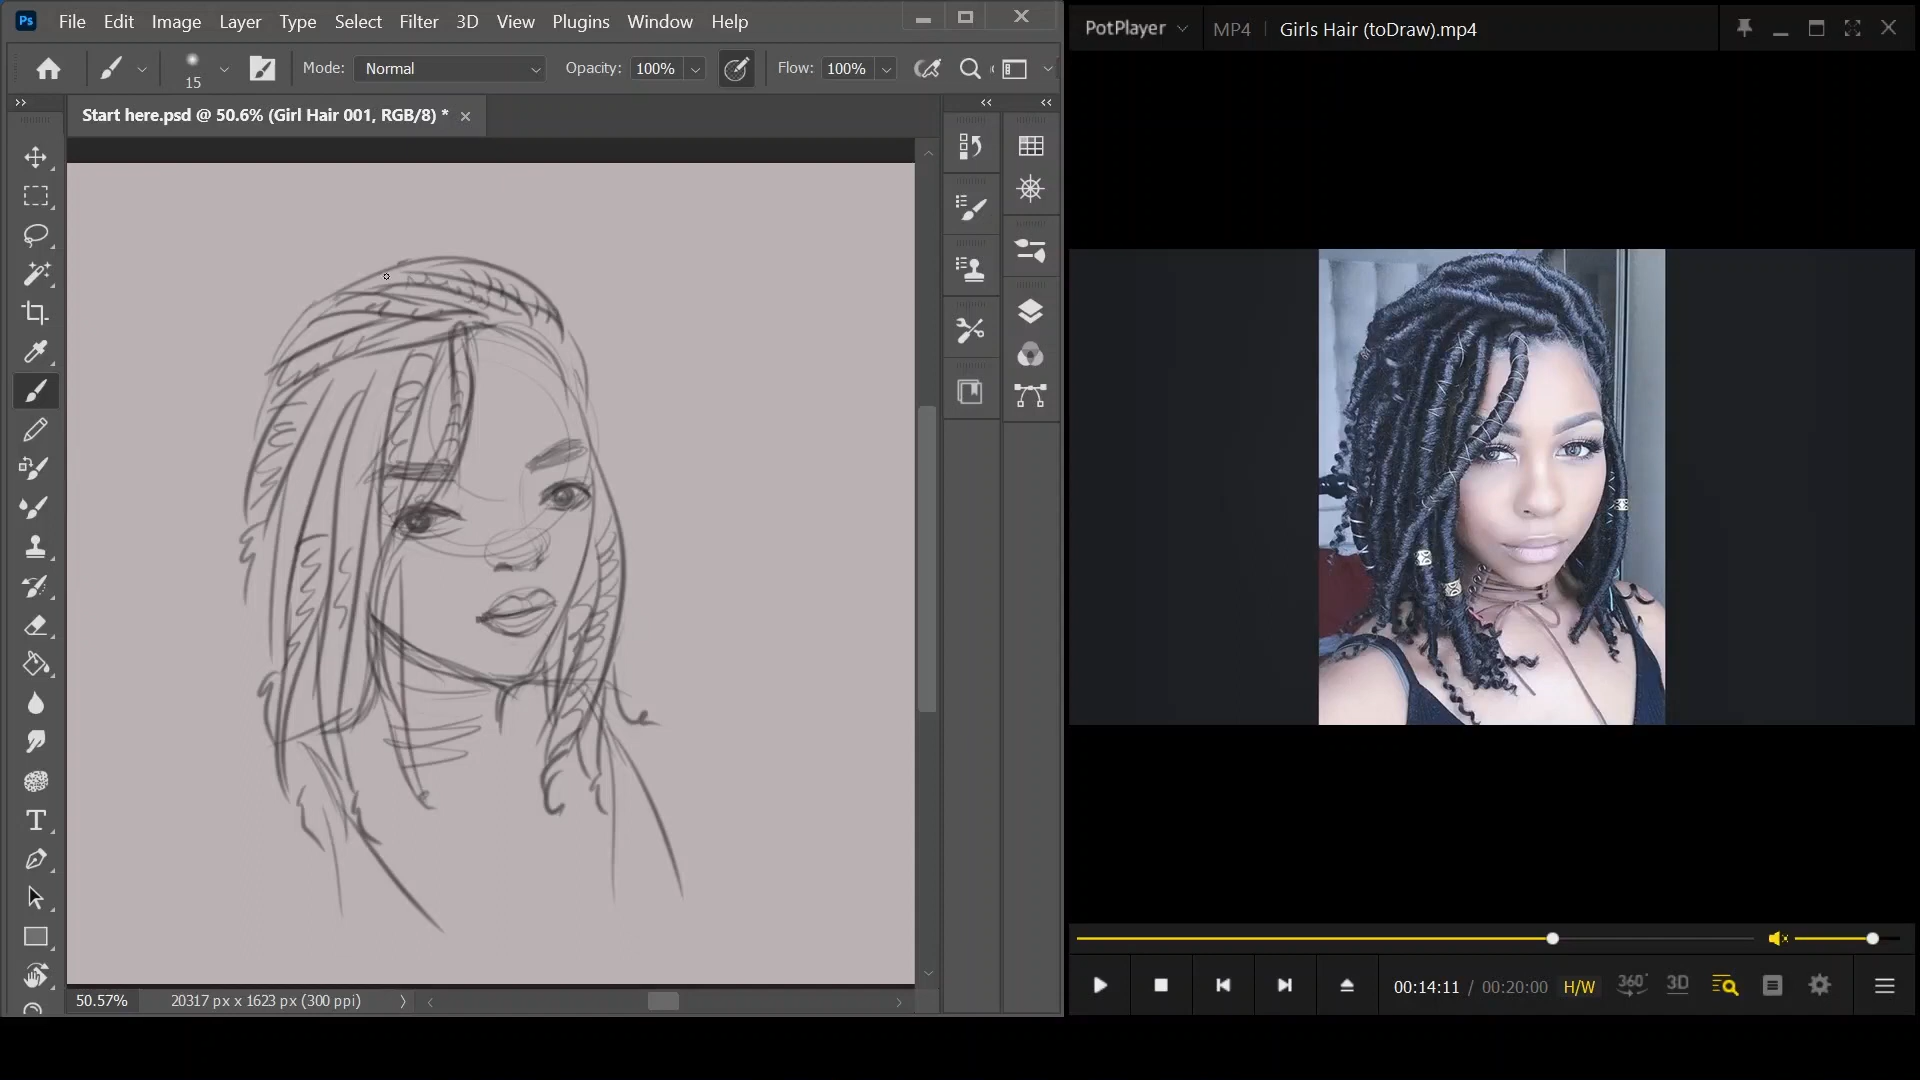 Ps File Edit Image Layer Type Select Filter 3D View Plugins Window Help
15 Mode: Normal Opacity: 100% Flow: 100%
Start here.psd @ 50.6% (Girl Hair 001, RGB/8) *
50.57% 20317 px x 1623 px (300 ppi)
PotPlayer MP4 Girls Hair (toDraw).mp4
00:14:11 / 00:20:00 H/W 360° 3D